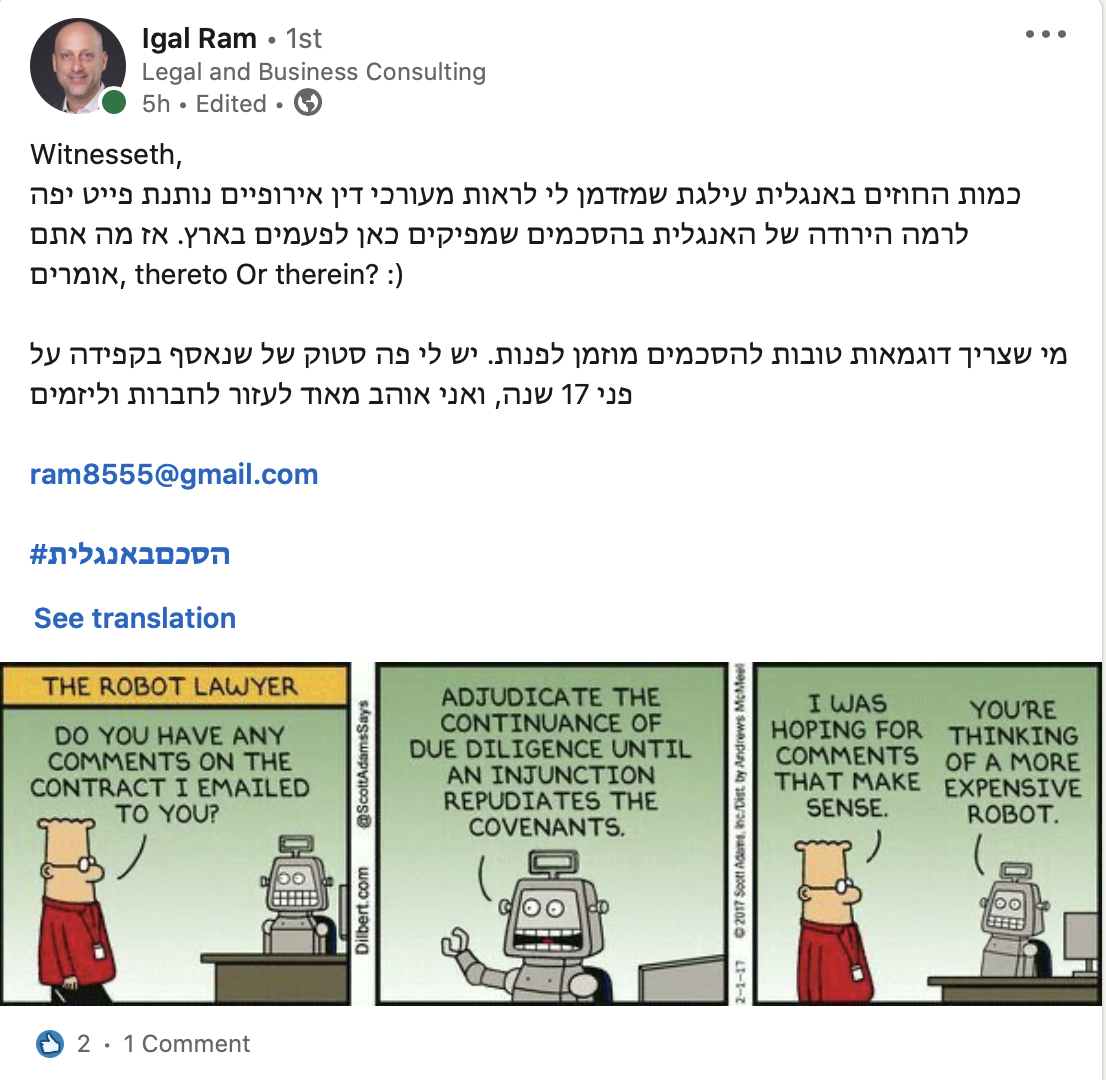 Igal Ram • 1st
Legal and Business Consulting
5h • Edited •
Witnesseth,
כמות החוזים באנגלית עילגת שמזדמן לי לראות מעורכי דין אירופיים נותנת פייט יפה
לרמה הירודה של האנגלית בהסכמים שמפיקים כאן לפעמים בארץ. אז מה אתם
אומרים, thereto Or therein? :)
מי שצריך דוגמאות טובות להסכמים מוזמן לפנות. יש לי פה סטוק של שנאסף בקפידה על
פני 17 שנה, ואני אוהב מאוד לעזור לחברות וליזמים
ram8555@gmail.com
#הסכםבאנגלית
See translation
THE ROBOT LAWYER
DO YOU HAVE ANY
COMMENTS ON THE
CONTRACT I EMAILED
TO YOU?
Dilbert.com @ScottAdamsSays
ADJUDICATE THE
CONTINUANCE OF
DUE DILIGENCE UNTIL
AN INJUNCTION
REPUDIATES THE
COVENANTS.
2-1-17 © 2017 Scott Adams, Inc./Dist. by Andrews McMeel
I WAS
HOPING FOR
COMMENTS
THAT MAKE
SENSE.
YOU'RE
THINKING
OF A MORE
EXPENSIVE
ROBOT.
2 • 1 Comment